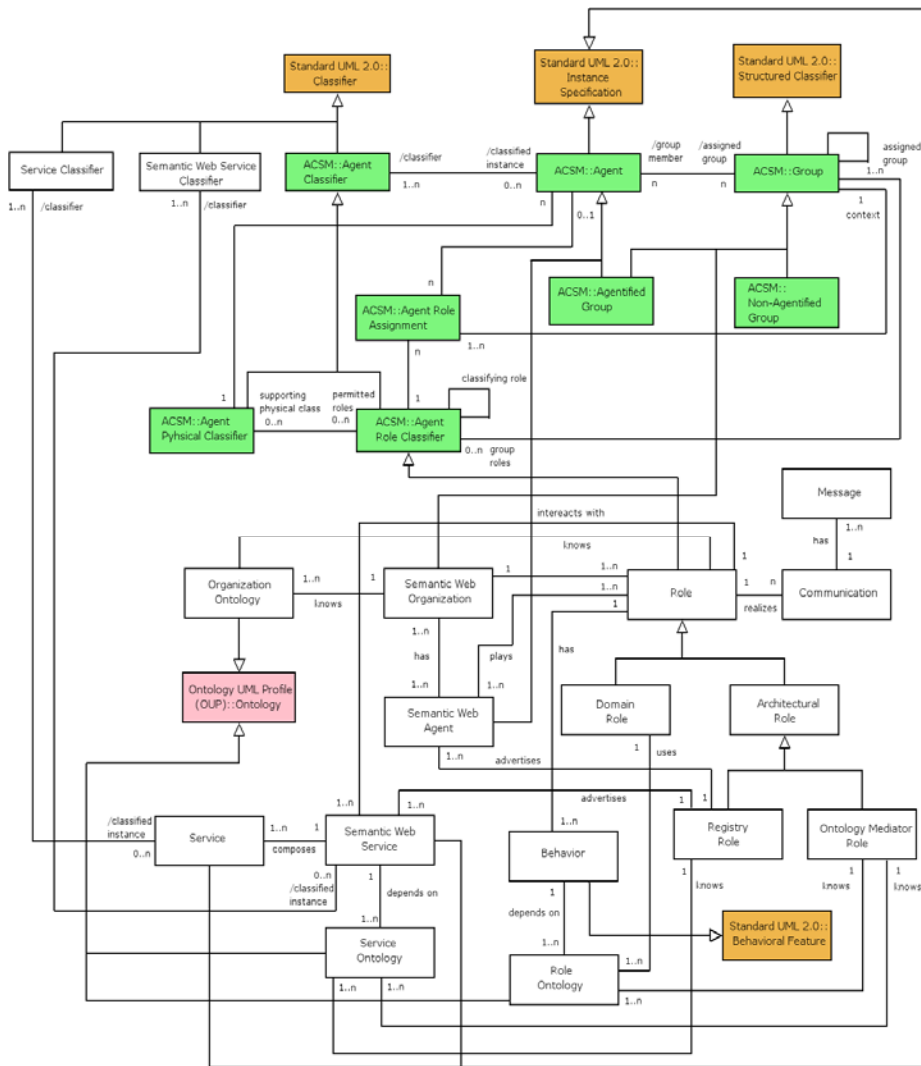 Standard UML 2.0::
Classifier
Standard UML 2.0::
Instance
Specification
Standard UML 2.0::
Structured Classifier
Service Classifier
Semantic Web Service
Classifier
ACSM::Agent
Classifier
/classifier
1..n
/classified
instance
0..n
ACSM::Agent
/group
member
n
/assigned
group
n
ACSM::Group
assigned
group
1..n
1..n
/classifier
1..n
/classifier
n
0..1
1
context
ACSM::Agentified
Group
ACSM::
Non-Agentified
Group
n
ACSM::Agent Role
Assignment
1..n
n
classifying role
1
supporting
physical class
0..n
permitted
roles
0..n
1
ACSM::Agent
Pyhsical Classifier
ACSM::Agent
Role Classifier
0..n
group
roles
Message
1..n
has
1
intereacts with
knows
1
Organization
Ontology
1..n
knows
1
Semantic Web
Organization
1
1..n
1..n
Role
1
n
realizes
Communication
1
1..n
has
1..n
plays
1..n
has
Ontology UML Profile
(OUP)::Ontology
Semantic Web
Agent
1..n
Domain
Role
Architectural
Role
1
uses
advertises
1..n
1..n
advertises
1
1
/classified
instance
0..n
Service
1..n
composes
1
Semantic Web
Service
1..n
Behavior
Registry
Role
Ontology Mediator
Role
0..n
/classified
instance
1
depends on
1..n
1
depends on
1..n
1
knows
1
knows
1
knows
Standard UML 2.0::
Behavioral Feature
Service
Ontology
1..n
1..n
Role
Ontology
1..n
1..n